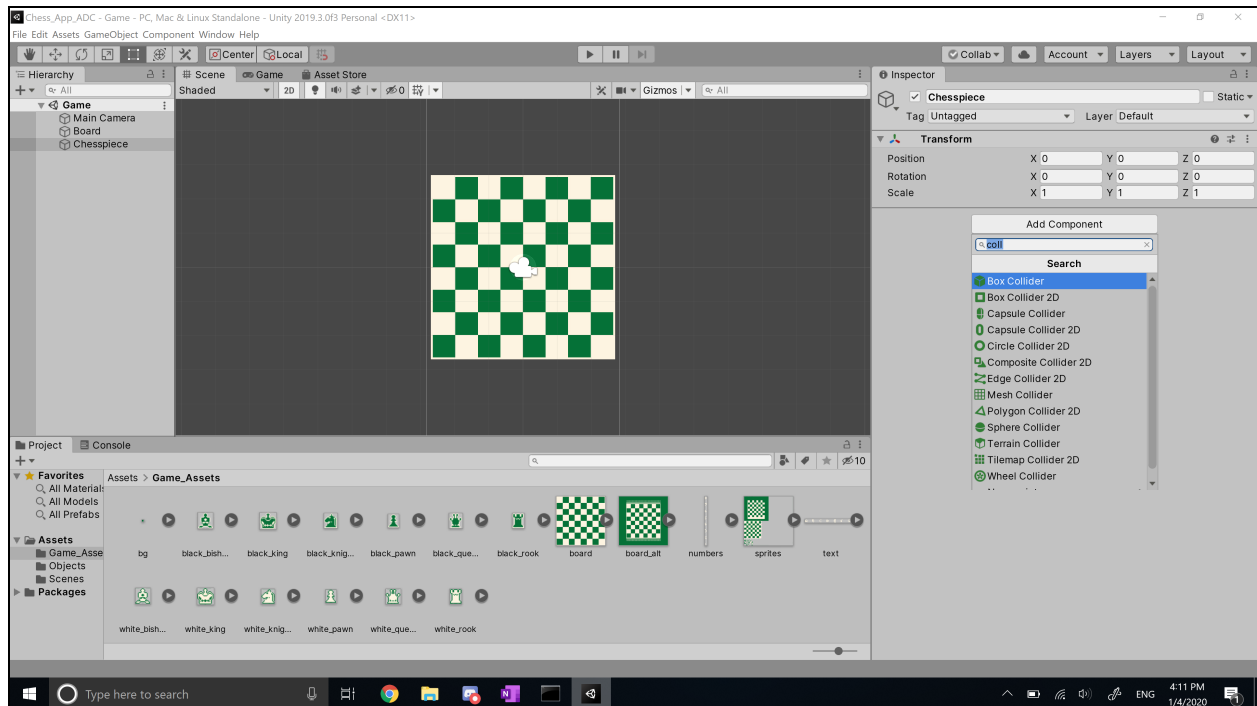 Chess_App_ADC - Game - PC, Mac & Linux Standalone - Unity 2019.3.0f3 Personal <DX11>
File Edit Assets GameObject Component Window Help
Center Local
Collab Account Layers Layout
Hierarchy
All
Game
Main Camera
Board
Chesspiece
Scene Game Asset Store
Shaded 2D 0 Gizmos All
Inspector
Chesspiece Static
Tag Untagged Layer Default
Transform
Position X 0 Y 0 Z 0
Rotation X 0 Y 0 Z 0
Scale X 1 Y 1 Z 1
Add Component
coll
Search
Box Collider
Box Collider 2D
Capsule Collider
Capsule Collider 2D
Circle Collider 2D
Composite Collider 2D
Edge Collider 2D
Mesh Collider
Polygon Collider 2D
Sphere Collider
Terrain Collider
Tilemap Collider 2D
Wheel Collider
Project Console
10
Favorites
All Materials
All Models
All Prefabs
Assets
Game_Asse
Objects
Scenes
Packages
Assets > Game_Assets
bg black_bish... black_king black_knig... black_pawn black_que... black_rook board board_alt numbers sprites text
white_bish... white_king white_knig... white_pawn white_que... white_rook
Type here to search
ENG
4:11 PM
1/4/2020
1